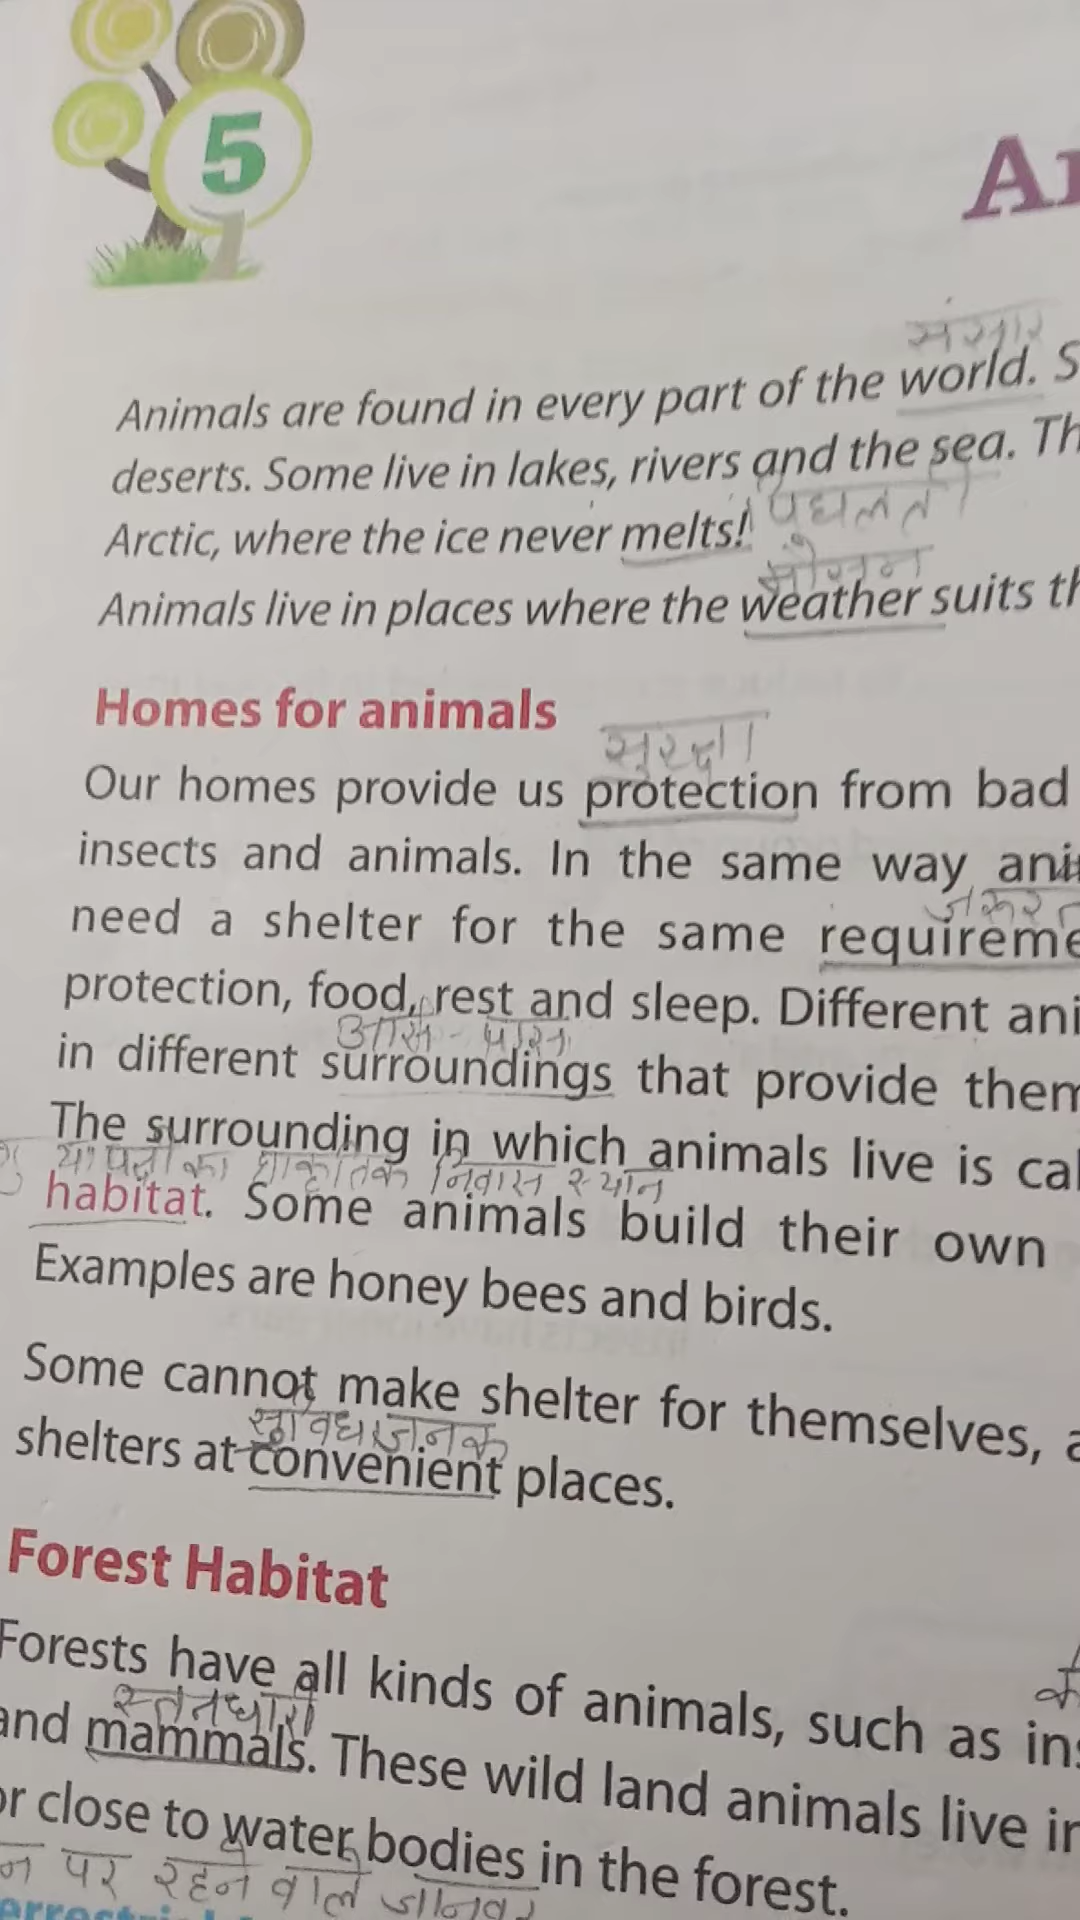 5
संसार
Animals are found in every part of the world. S
deserts. Some live in lakes, rivers and the sea. Th
पिघलती
Arctic, where the ice never melts!
मौसम
Animals live in places where the weather suits th
Homes for animals
सुरक्षा
Our homes provide us protection from bad
insects and animals. In the same way ani
जरूरत
need a shelter for the same requireme
protection, food, rest and sleep. Different ani
आस-पास
in different surroundings that provide them
The surrounding in which animals live is cal
या पक्षी का प्राकृतिक निवास स्थान
habitat. Some animals build their own
Examples are honey bees and birds.
Some cannot make shelter for themselves, a
सुविधाजनक
shelters at convenient places.
Forest Habitat
Forests have all kinds of animals, such as ins
स्तनधारी
and mammals. These wild land animals live in
or close to water bodies in the forest.
पर रहने वाले जानवर